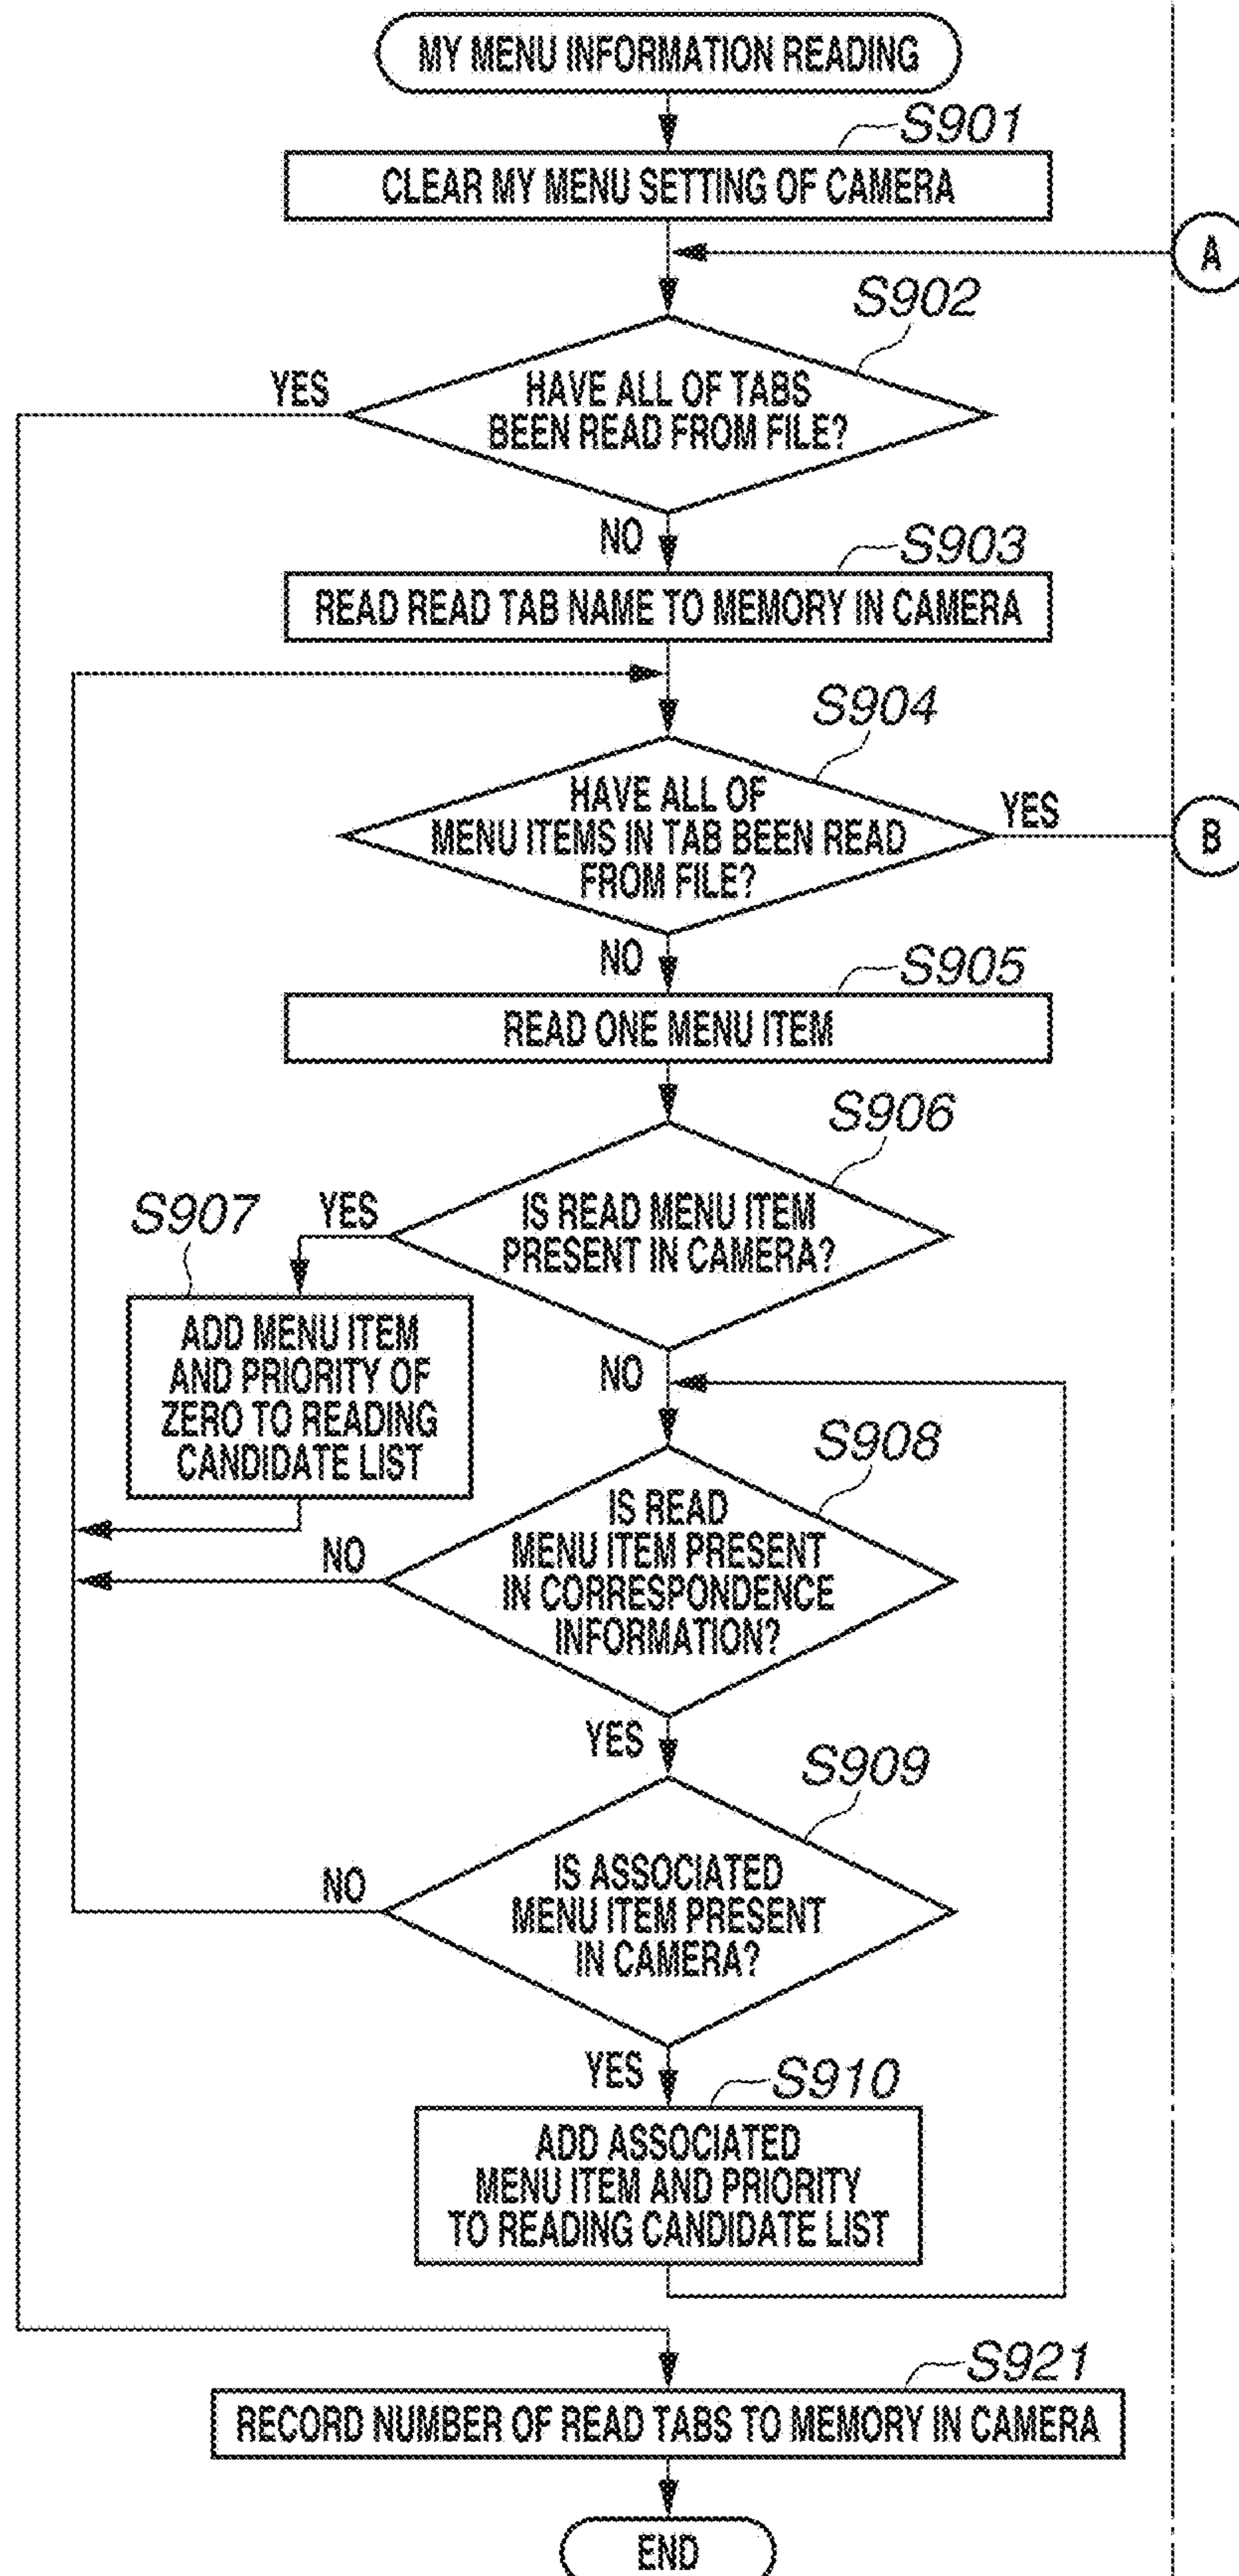 MY MENU INFORMATION READING
S901
CLEAR MY MENU SETTING OF CAMERA
A
S902
YES
HAVE ALL OF TABS
BEEN READ FROM FILE?
NO
S903
READ READ TAB NAME TO MEMORY IN CAMERA
S904
HAVE ALL OF
MENU ITEMS IN TAB BEEN READ
FROM FILE?
YES
B
NO
S905
READ ONE MENU ITEM
S906
S907
YES
IS READ MENU ITEM
PRESENT IN CAMERA?
ADD MENU ITEM
AND PRIORITY OF
ZERO TO READING
CANDIDATE LIST
NO
S908
IS READ
MENU ITEM PRESENT
IN CORRESPONDENCE
INFORMATION?
NO
YES
S909
IS ASSOCIATED
MENU ITEM PRESENT
IN CAMERA?
NO
YES
S910
ADD ASSOCIATED
MENU ITEM AND PRIORITY
TO READING CANDIDATE LIST
S921
RECORD NUMBER OF READ TABS TO MEMORY IN CAMERA
END